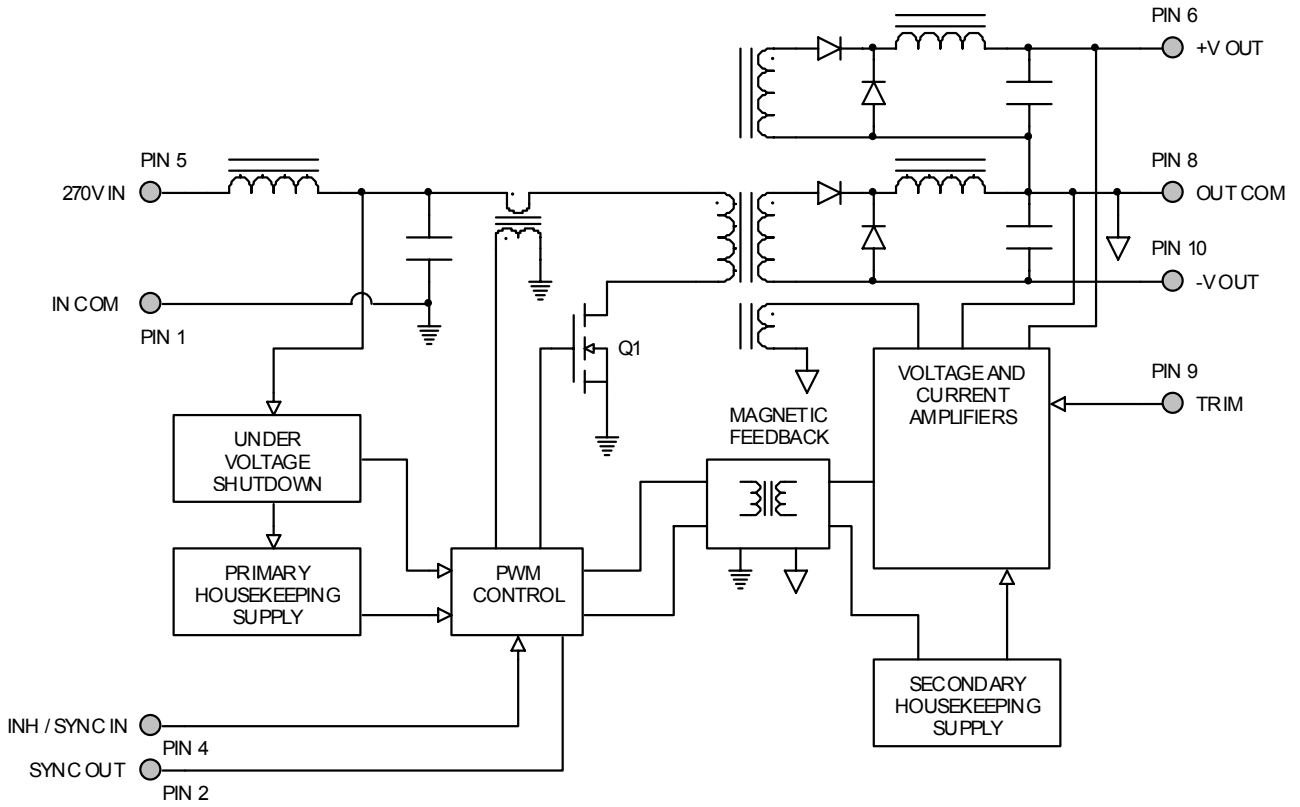 PIN 6
+V OUT
PIN 5
270V IN
PIN 8
OUT COM
PIN 10
-V OUT
IN COM
PIN 1
Q1
VOLTAGE AND
CURRENT
AMPLIFIERS
PIN 9
TRIM
MAGNETIC
FEEDBACK
UNDER
VOLTAGE
SHUTDOWN
PRIMARY
HOUSEKEEPING
SUPPLY
PWM
CONTROL
SECONDARY
HOUSEKEEPING
SUPPLY
INH / SYNC IN
PIN 4
SYNC OUT
PIN 2